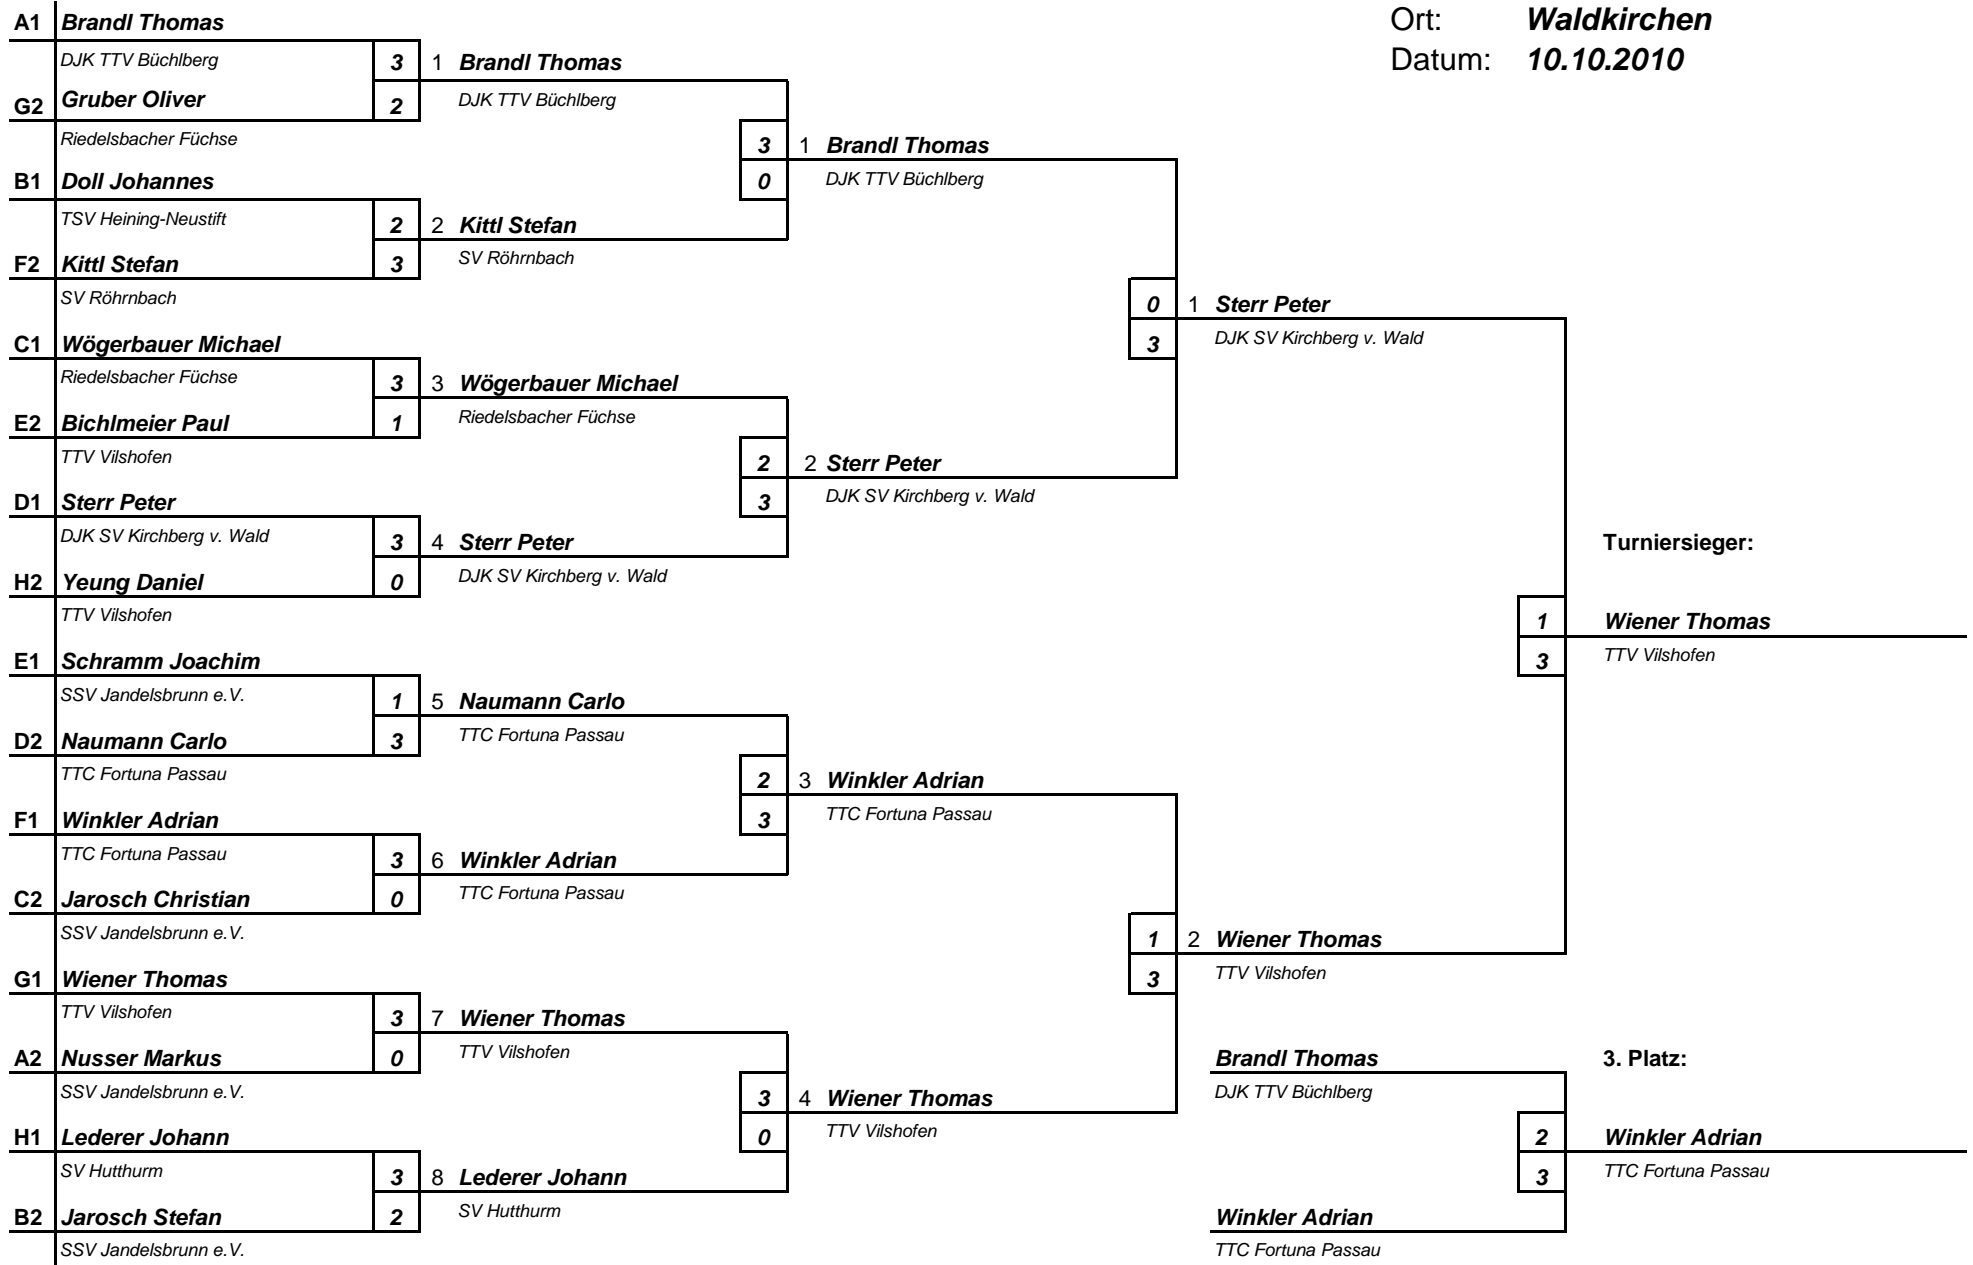 Ort: Waldkirchen
Datum: 10.10.2010
A1 Brandl Thomas
DJK TTV Büchlberg 3
G2 Gruber Oliver 2
Riedelsbacher Füchse
B1 Doll Johannes
TSV Heining-Neustift 2
F2 Kittl Stefan 3
SV Röhrnbach
C1 Wögerbauer Michael
Riedelsbacher Füchse 3
E2 Bichlmeier Paul 1
TTV Vilshofen
D1 Sterr Peter
DJK SV Kirchberg v. Wald 3
H2 Yeung Daniel 0
TTV Vilshofen
E1 Schramm Joachim
SSV Jandelsbrunn e.V. 1
D2 Naumann Carlo 3
TTC Fortuna Passau
F1 Winkler Adrian
TTC Fortuna Passau 3
C2 Jarosch Christian 0
SSV Jandelsbrunn e.V.
G1 Wiener Thomas
TTV Vilshofen 3
A2 Nusser Markus 0
SSV Jandelsbrunn e.V.
H1 Lederer Johann
SV Hutthurm 3
B2 Jarosch Stefan 2
SSV Jandelsbrunn e.V.
1 Brandl Thomas
DJK TTV Büchlberg
3
0
2 Kittl Stefan
SV Röhrnbach
3 Wögerbauer Michael
Riedelsbacher Füchse
2
3
4 Sterr Peter
DJK SV Kirchberg v. Wald
5 Naumann Carlo
TTC Fortuna Passau
2
3
6 Winkler Adrian
TTC Fortuna Passau
7 Wiener Thomas
TTV Vilshofen
3
0
8 Lederer Johann
SV Hutthurm
1 Brandl Thomas
DJK TTV Büchlberg
0
3
2 Sterr Peter
DJK SV Kirchberg v. Wald
3 Winkler Adrian
TTC Fortuna Passau
1
3
4 Wiener Thomas
TTV Vilshofen
1 Sterr Peter
DJK SV Kirchberg v. Wald
1
3
2 Wiener Thomas
TTV Vilshofen
Turniersieger:
Wiener Thomas
TTV Vilshofen
Brandl Thomas
DJK TTV Büchlberg
2
3
Winkler Adrian
TTC Fortuna Passau
3. Platz:
Winkler Adrian
TTC Fortuna Passau